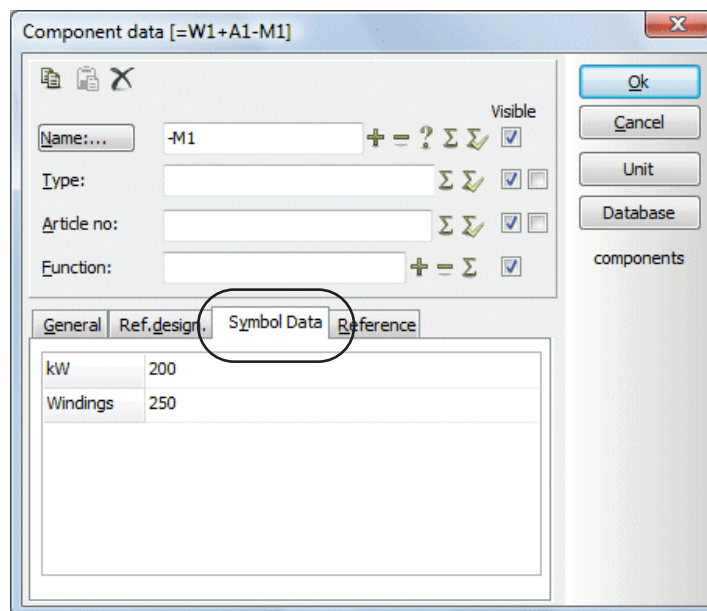 Component data [=W1+A1-M1]
Ok
Visible
Name:... -M1
Cancel
Type:
Unit
Article no:
Database
Function:
components
General Ref.design. Symbol Data Reference
kW 200
Windings 250